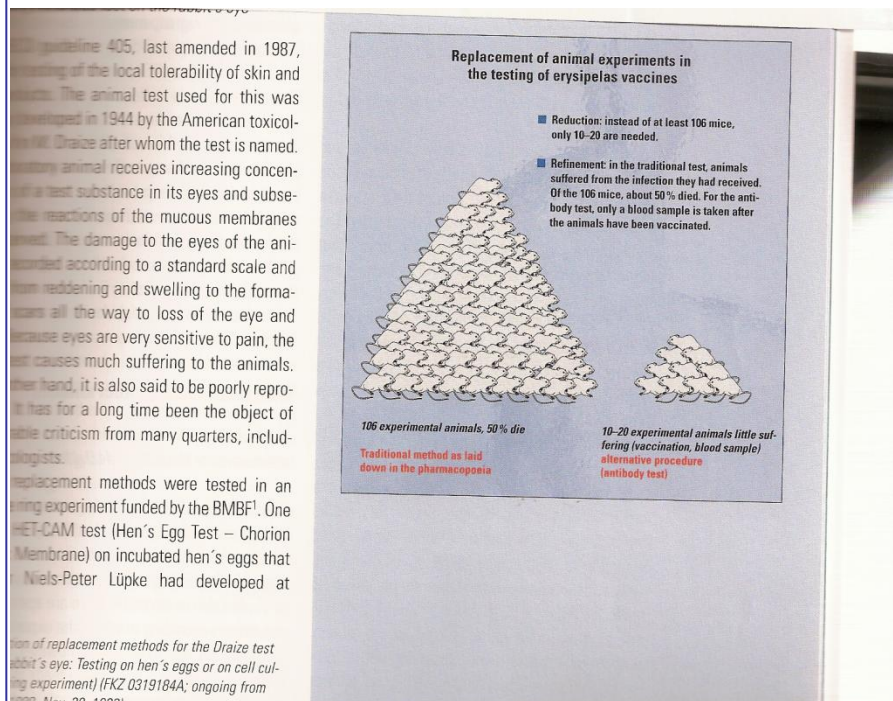 rabbit's eye
guideline 405, last amended in 1987,
of the local tolerability of skin and
The animal test used for this was
in 1944 by the American toxicol-
Draize after whom the test is named.
animal receives increasing concen-
test substance in its eyes and subse-
reactions of the mucous membranes
The damage to the eyes of the ani-
according to a standard scale and
reddening and swelling to the forma-
all the way to loss of the eye and
eyes are very sensitive to pain, the
causes much suffering to the animals.
hand, it is also said to be poorly repro-
It has for a long time been the object of
criticism from many quarters, includ-
replacement methods were tested in an
experiment funded by the BMBF¹. One
HET-CAM test (Hen´s Egg Test – Chorion
Membrane) on incubated hen´s eggs that
Niels-Peter Lüpke had developed at
of replacement methods for the Draize test
rabbit´s eye: Testing on hen´s eggs or on cell cul-
experiment) (FKZ 0319184A; ongoing from
Replacement of animal experiments in
the testing of erysipelas vaccines
Reduction: instead of at least 106 mice,
only 10–20 are needed.
Refinement: in the traditional test, animals
suffered from the infection they had received.
Of the 106 mice, about 50 % died. For the anti-
body test, only a blood sample is taken after
the animals have been vaccinated.
106 experimental animals, 50 % die
Traditional method as laid
down in the pharmacopoeia
10–20 experimental animals little suf-
fering (vaccination, blood sample)
alternative procedure
(antibody test)